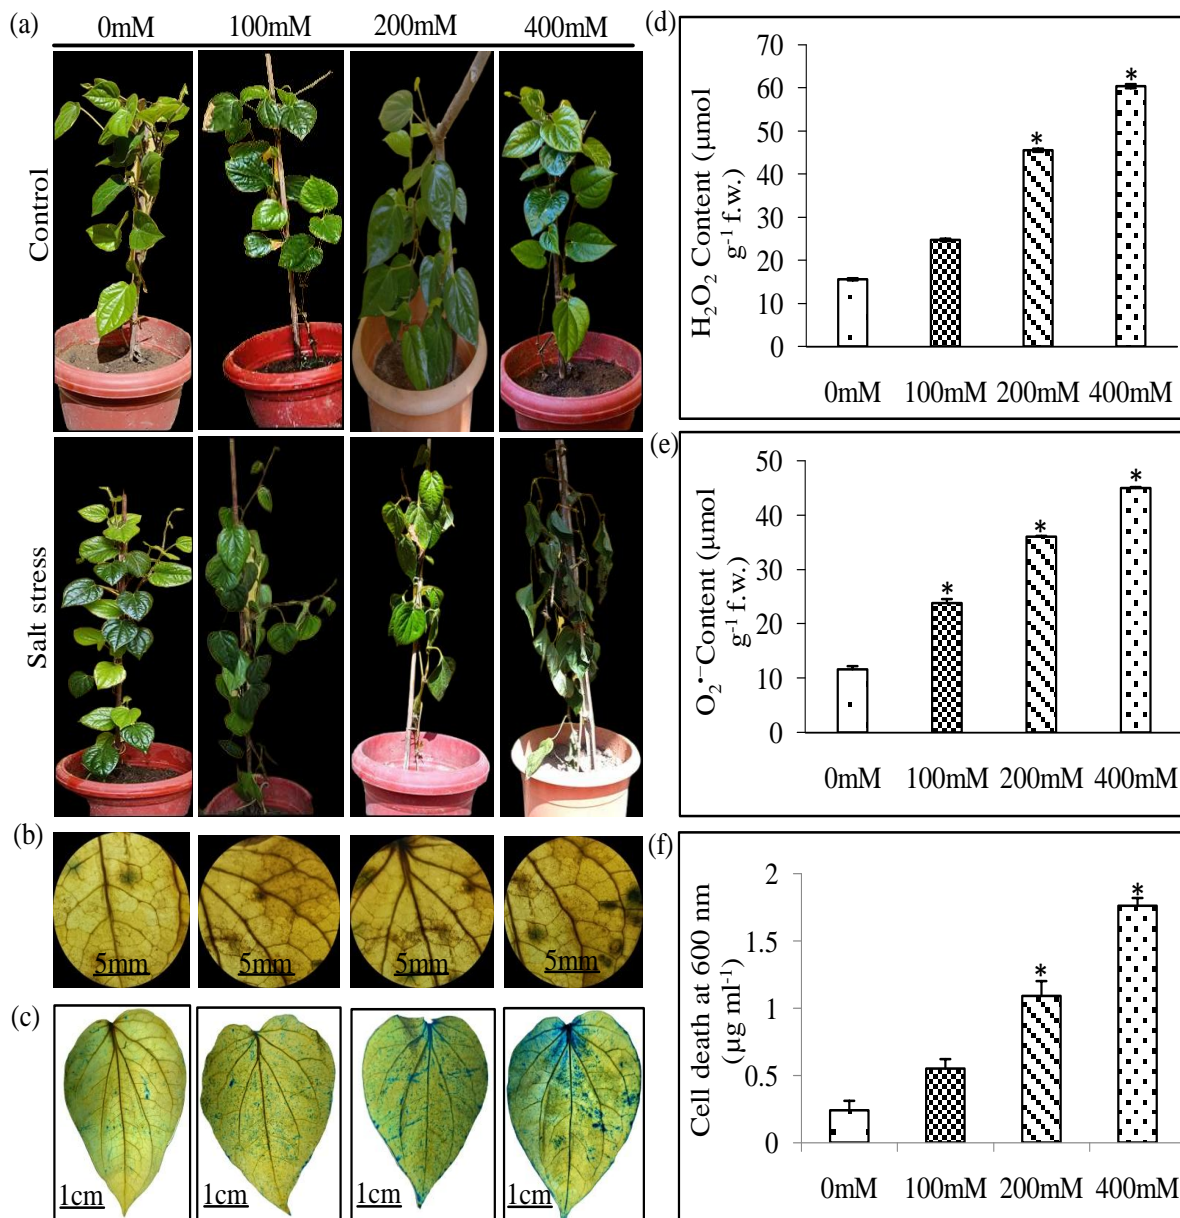 (a)
0mM 100mM 200mM 400mM
Control
Salt stress
(b)
5mm 5mm 5mm 5mm
(c)
1cm 1cm 1cm 1cm
(d)
H₂O₂ Content (µmol
g⁻¹ f.w.)
70
60
50
40
30
20
10
0
* *
0mM 100mM 200mM 400mM
(e)
O₂•−Content (µmol
g⁻¹ f.w.)
50
40
30
20
10
0
* * *
0mM 100mM 200mM 400mM
(f)
Cell death at 600 nm
(µg ml⁻¹)
2
1.5
1
0.5
0
* *
0mM 100mM 200mM 400mM